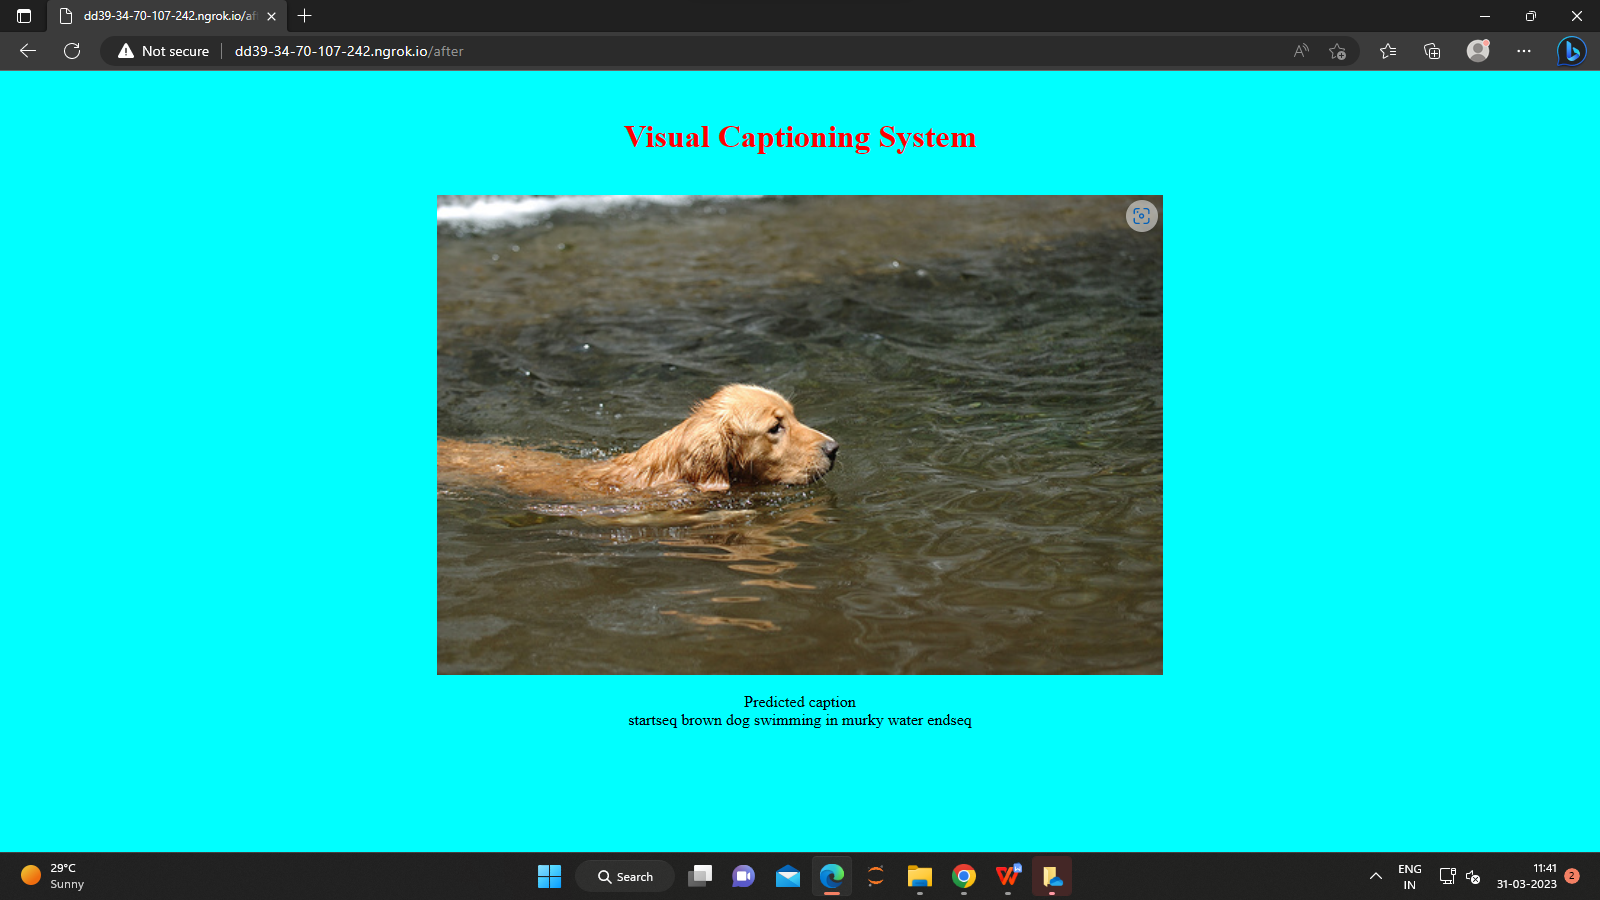 dd39-34-70-107-242.ngrok.io/af
Not secure
dd39-34-70-107-242.ngrok.io/after
Visual Captioning System
Predicted caption
startseq brown dog swimming in murky water endseq
29°C
Sunny
Search
ENG
IN
11:41
31-03-2023
2